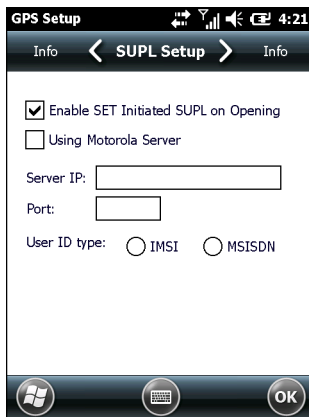 GPS Setup 4:21
Info SUPL Setup Info
Enable SET Initiated SUPL on Opening
Using Motorola Server
Server IP:
Port:
User ID type: IMSI MSISDN
OK